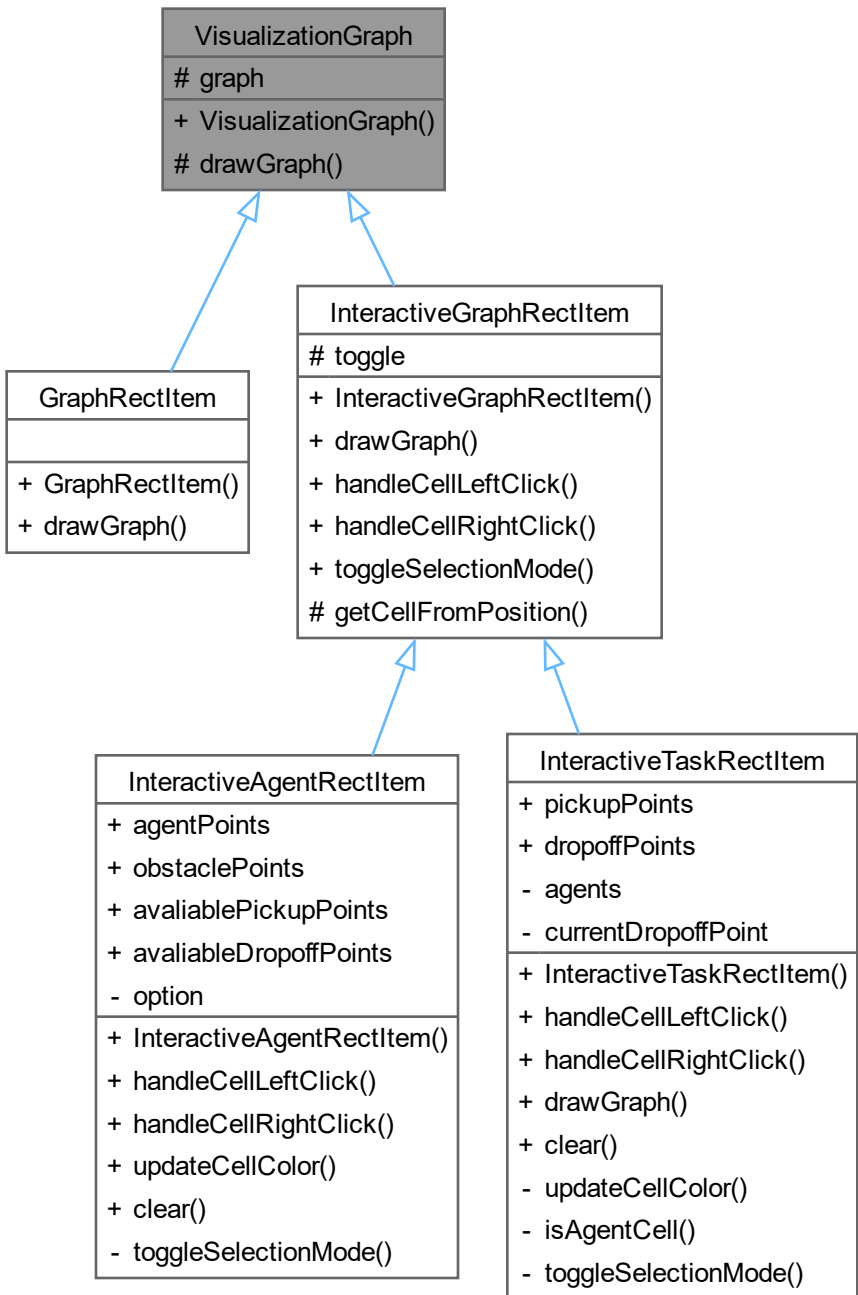 VisualizationGraph
# graph
+ VisualizationGraph()
# drawGraph()
GraphRectItem
+ GraphRectItem()
+ drawGraph()
InteractiveGraphRectItem
# toggle
+ InteractiveGraphRectItem()
+ drawGraph()
+ handleCellLeftClick()
+ handleCellRightClick()
+ toggleSelectionMode()
# getCellFromPosition()
InteractiveAgentRectItem
+ agentPoints
+ obstaclePoints
+ avaliablePickupPoints
+ avaliableDropoffPoints
- option
+ InteractiveAgentRectItem()
+ handleCellLeftClick()
+ handleCellRightClick()
+ updateCellColor()
+ clear()
- toggleSelectionMode()
InteractiveTaskRectItem
+ pickupPoints
+ dropoffPoints
- agents
- currentDropoffPoint
+ InteractiveTaskRectItem()
+ handleCellLeftClick()
+ handleCellRightClick()
+ drawGraph()
+ clear()
- updateCellColor()
- isAgentCell()
- toggleSelectionMode()